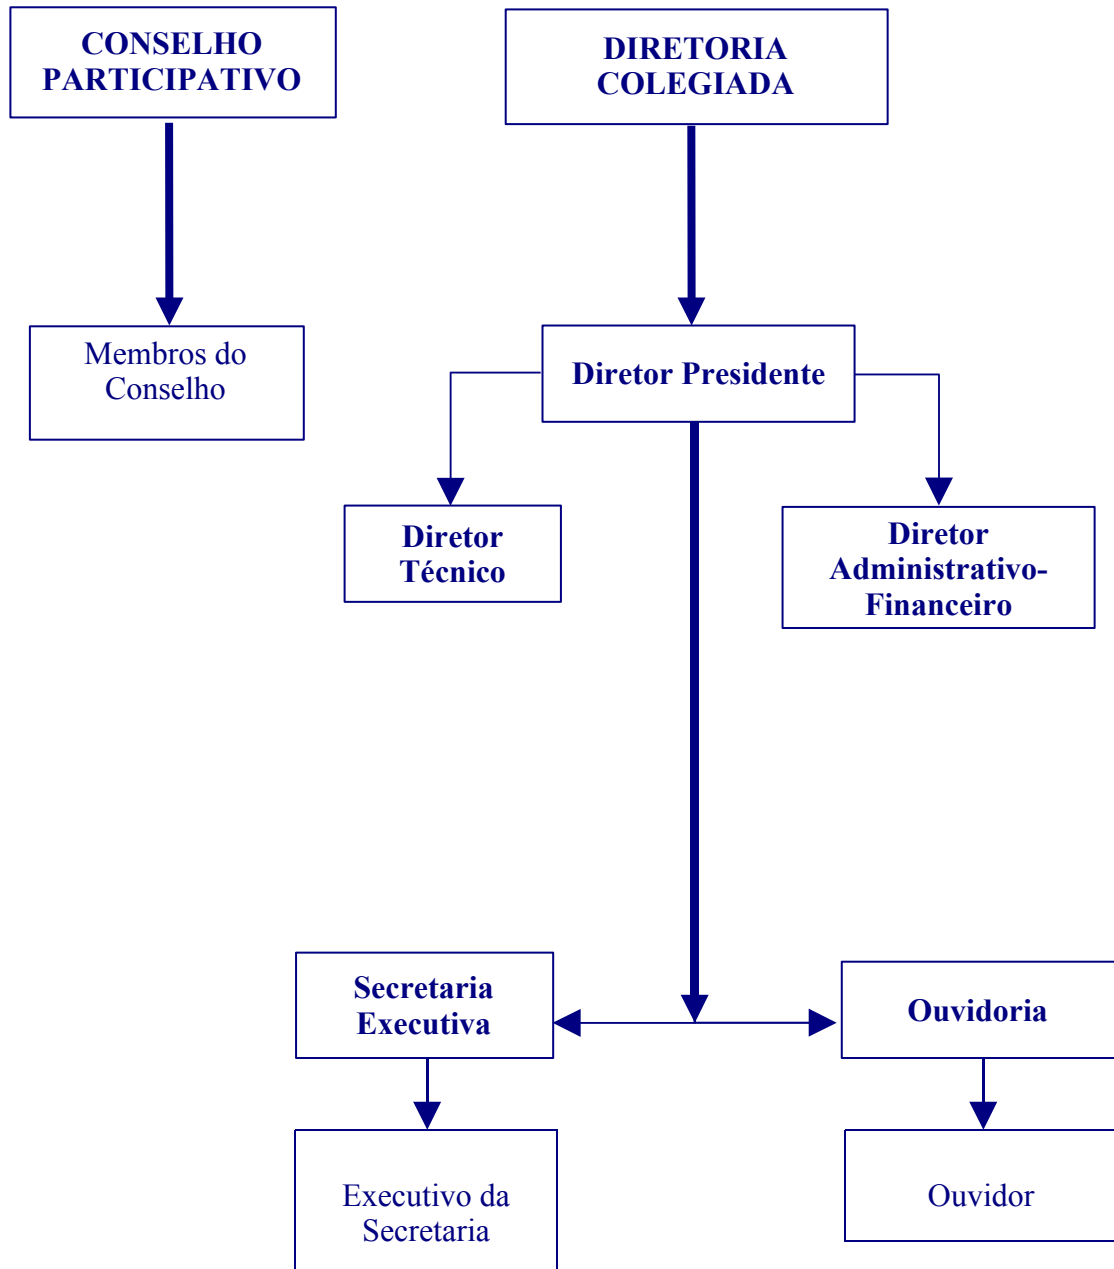 CONSELHO
PARTICIPATIVO
DIRETORIA
COLEGIADA
Membros do
Conselho
Diretor Presidente
Diretor
Técnico
Diretor
Administrativo-
Financeiro
Secretaria
Executiva
Ouvidoria
Executivo da
Secretaria
Ouvidor